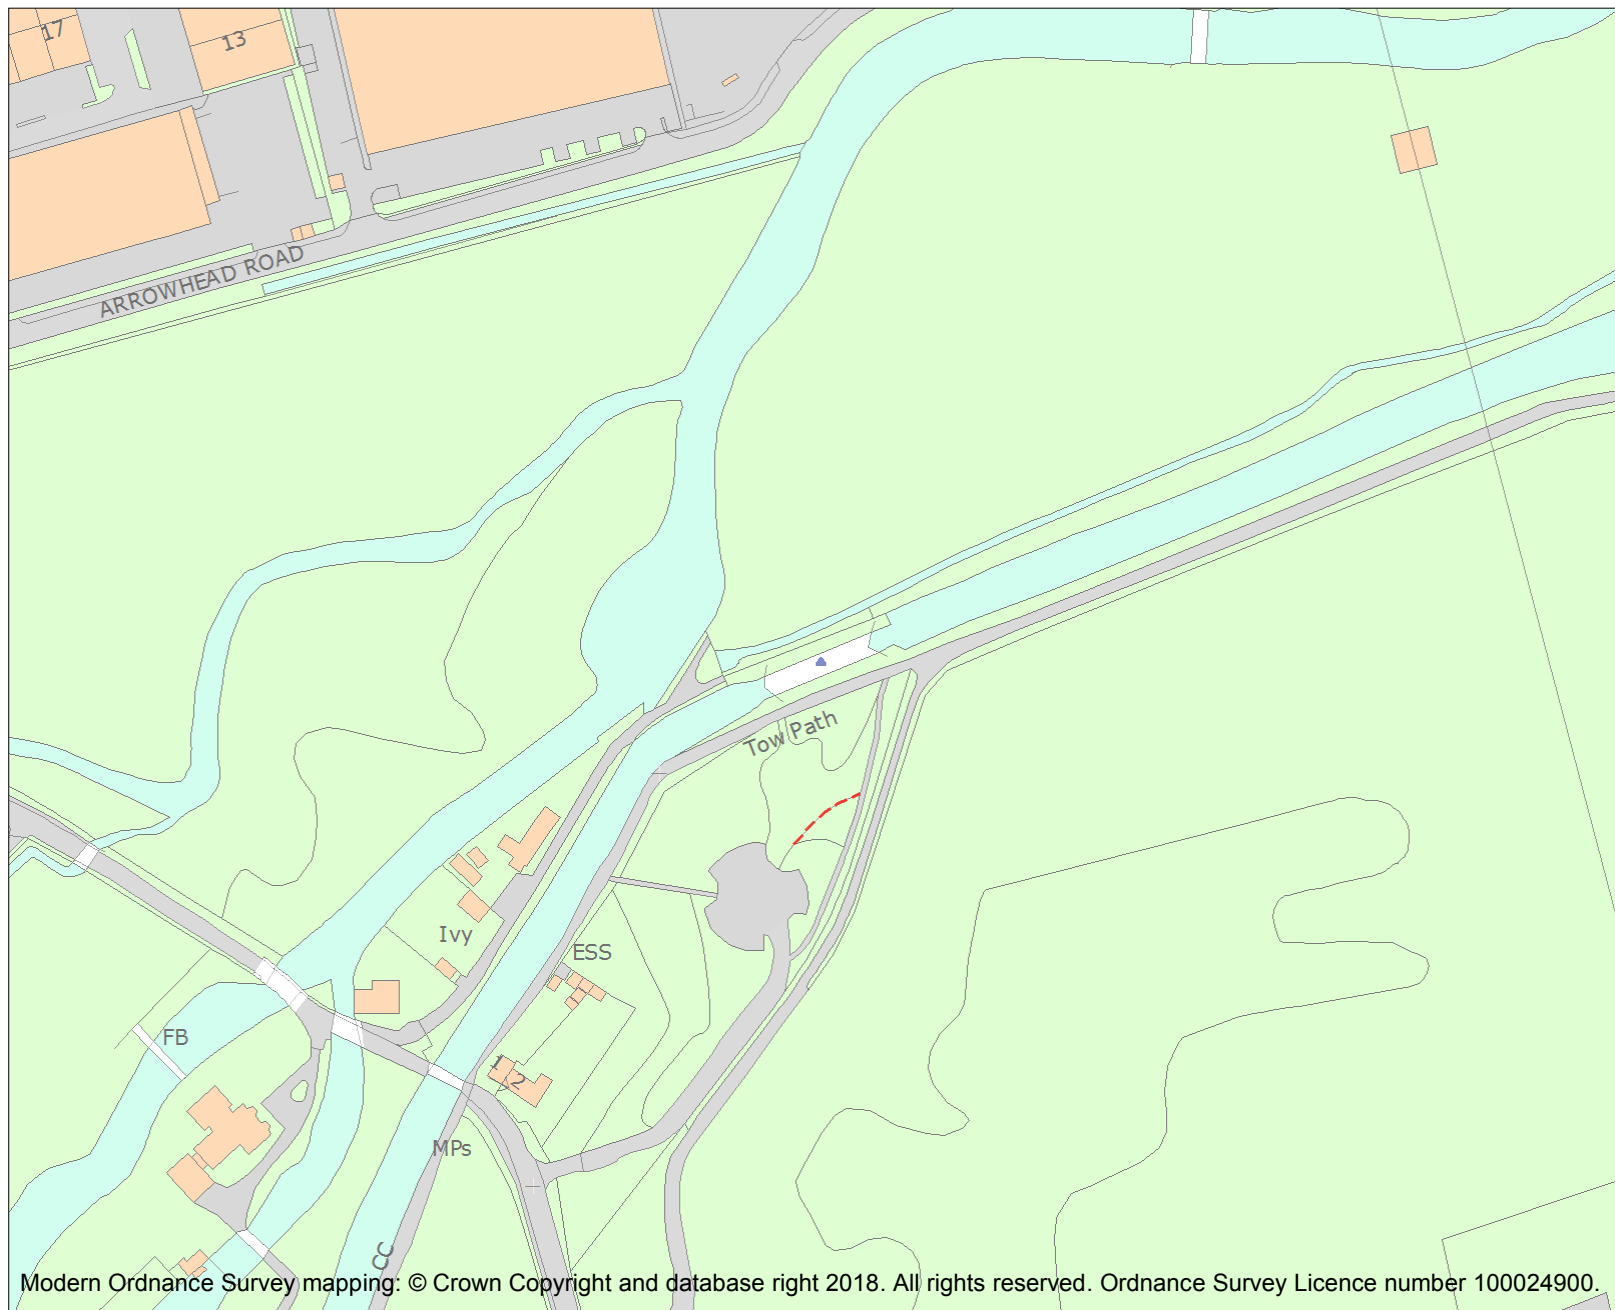 17
13
ARROWHEAD ROAD
Tow Path
Ivy
ESS
FB
1
2
MPs
CC
Modern Ordnance Survey mapping: © Crown Copyright and database right 2018. All rights reserved. Ordnance Survey Licence number 100024900.